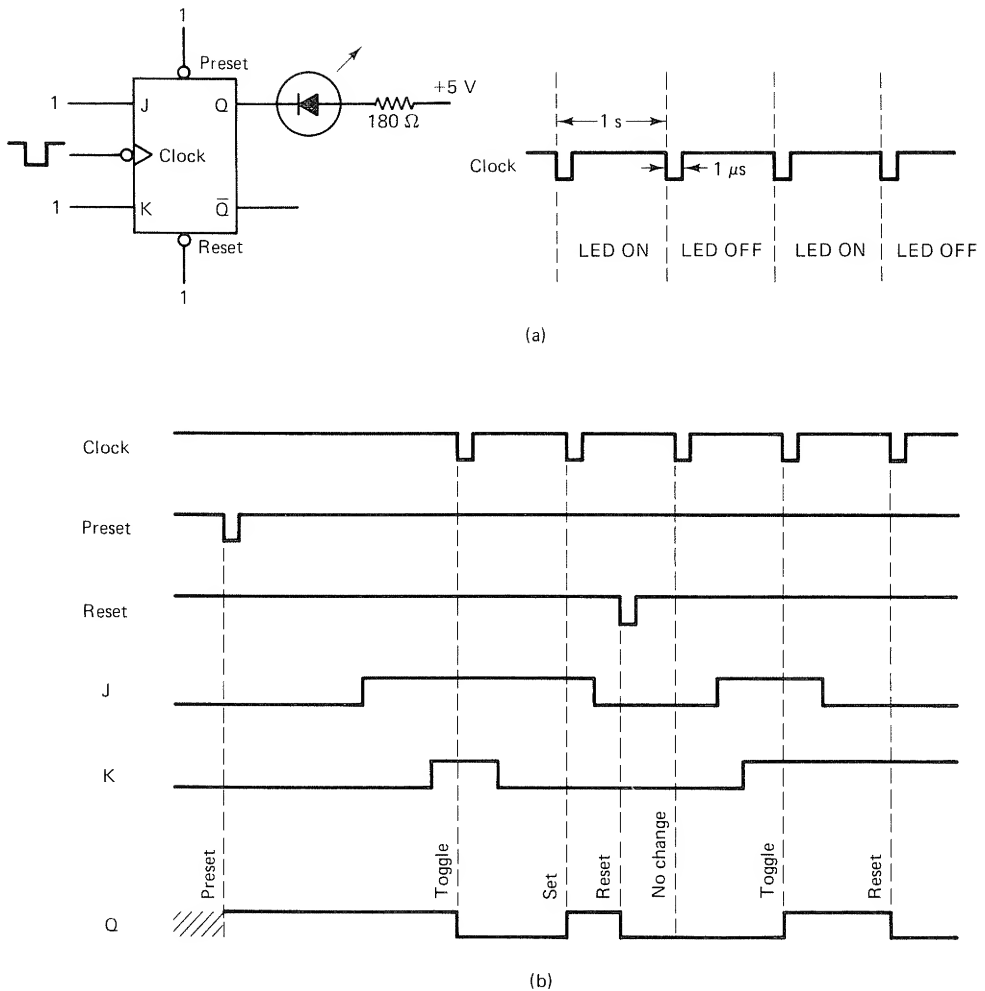 1
Preset
1 J Q +5 V
180 Ω
Clock
1 K Q̅
Reset
1
1 s
Clock 1 μs
LED ON LED OFF LED ON LED OFF
(a)
Clock
Preset
Reset
J
K
Preset Toggle Set Reset No change Toggle Reset
Q
(b)